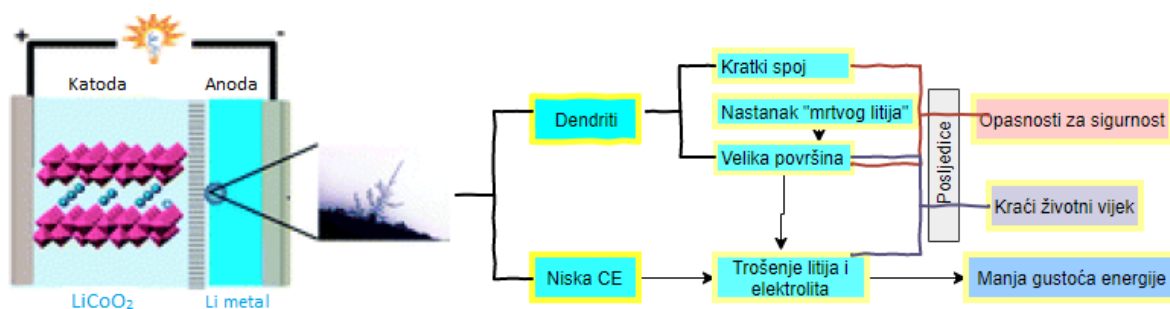 +
-
Katoda
Anoda
LiCoO₂
Li metal
Dendriti
Niska CE
Kratki spoj
Nastanak "mrtvog litija"
Velika površina
Trošenje litija i
elektrolita
Posljedice
Opasnosti za sigurnost
Kraći životni vijek
Manja gustoća energije